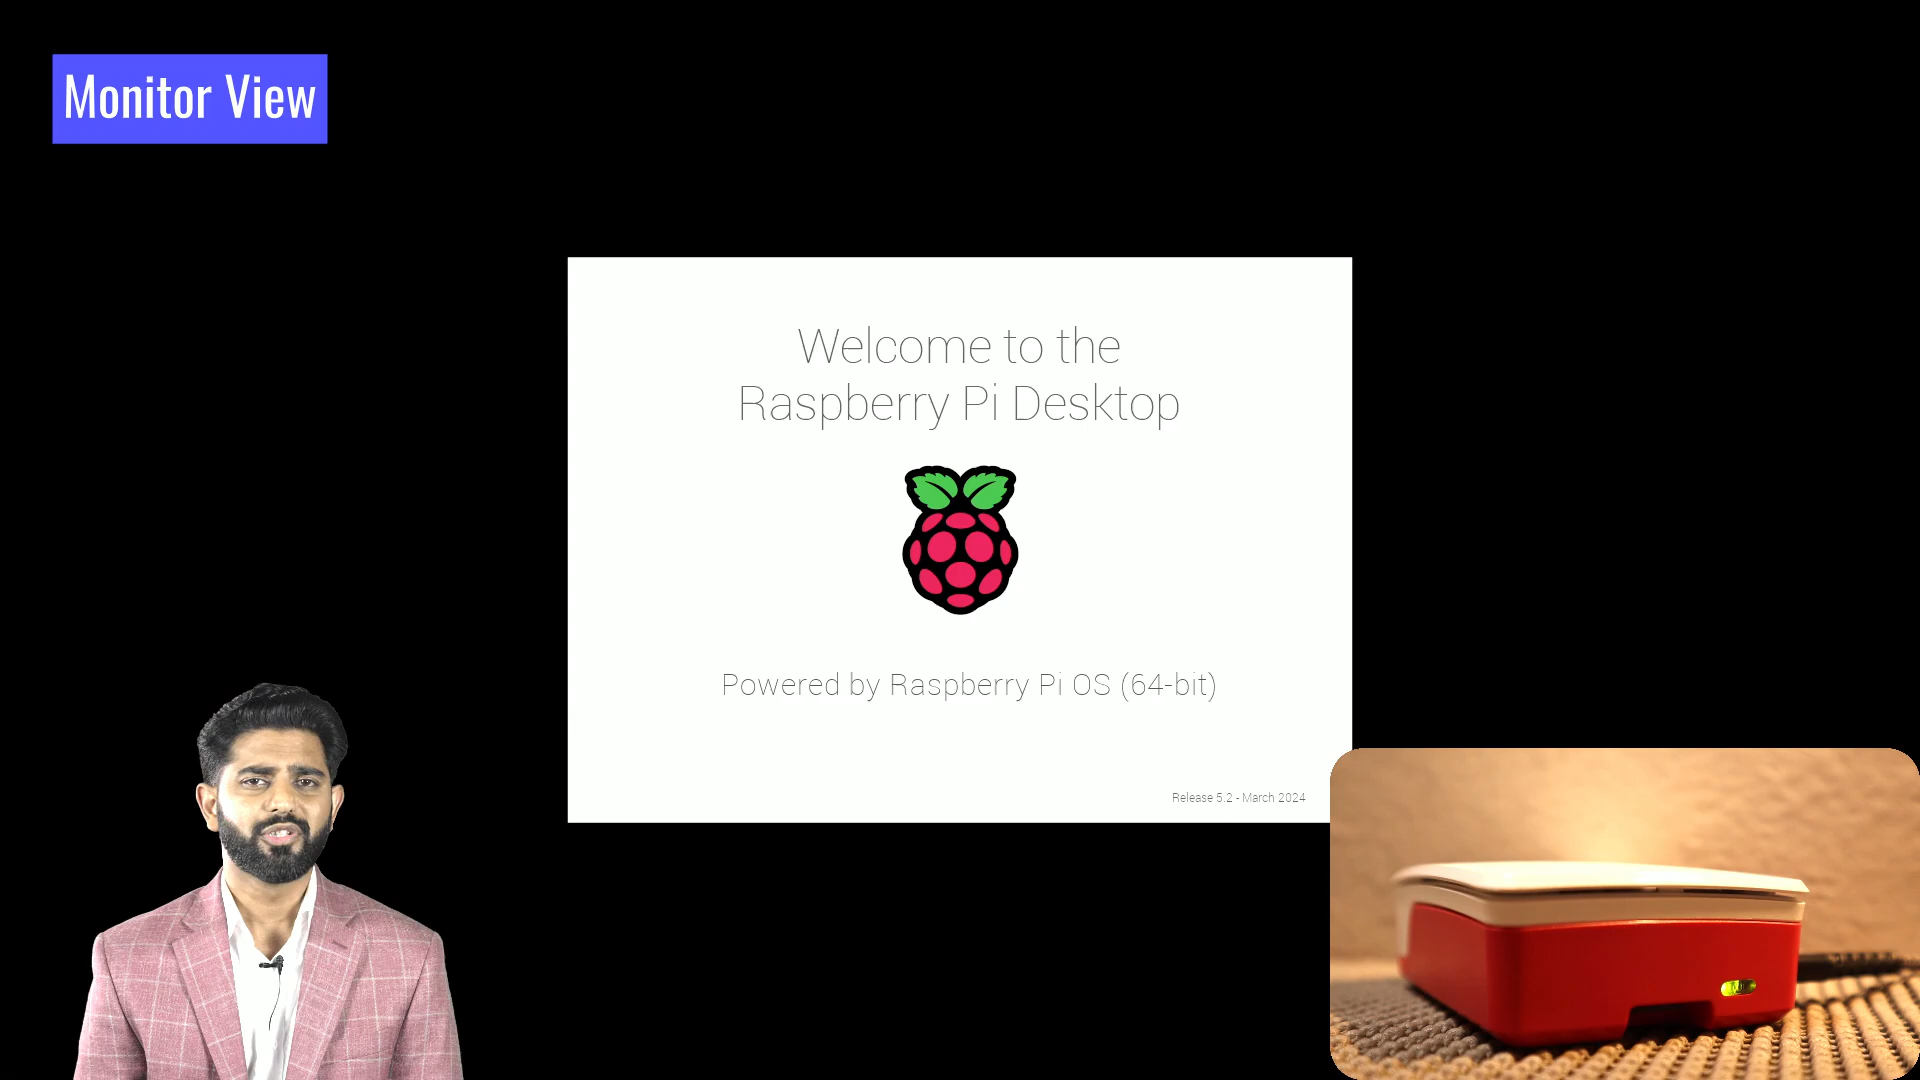 Monitor View
Welcome to the
Raspberry Pi Desktop
Powered by Raspberry Pi OS (64-bit)
Release 5.2 - March 2024